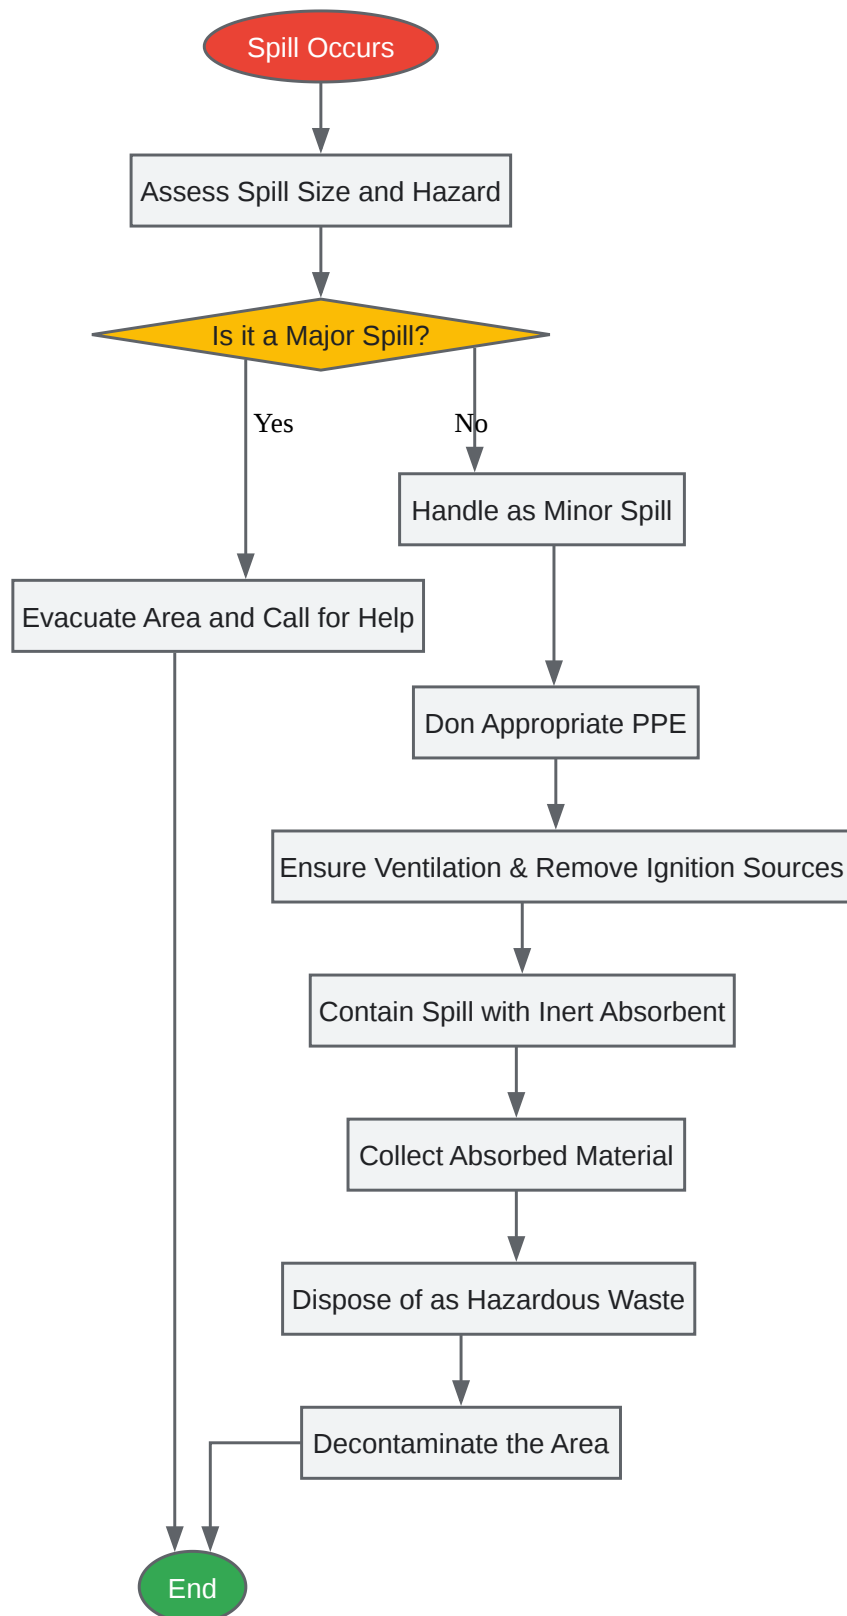 Spill Occurs
Assess Spill Size and Hazard
Is it a Major Spill?
Yes
No
Handle as Minor Spill
Evacuate Area and Call for Help
Don Appropriate PPE
Ensure Ventilation & Remove Ignition Sources
Contain Spill with Inert Absorbent
Collect Absorbed Material
Dispose of as Hazardous Waste
Decontaminate the Area
End